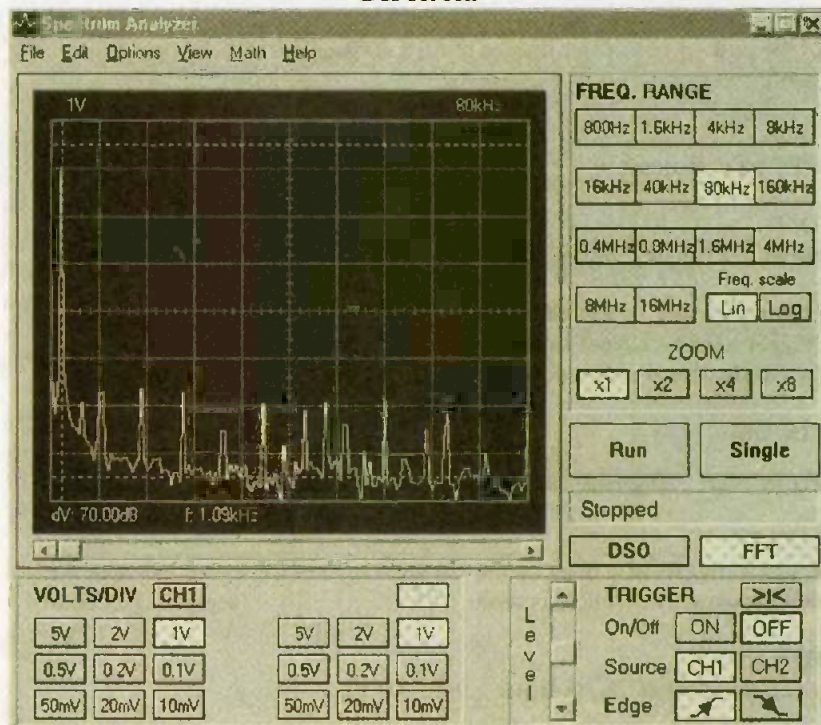 Spectrum Analyzer
File Edit Options View Math Help
1V 80kHz
dV: 70.00dB F: 1.09kHz
FREQ. RANGE
800Hz 1.6kHz 4kHz 8kHz
16kHz 40kHz 80kHz 160kHz
0.4MHz 0.8MHz 1.6MHz 4MHz
Freq. scale
8MHz 16MHz Lin Log
ZOOM
x1 x2 x4 x8
Run Single
Stopped
DSO FFT
VOLTS/DIV CH1
5V 2V 1V 5V 2V 1V
0.5V 0.2V 0.1V 0.5V 0.2V 0.1V
50mV 20mV 10mV 50mV 20mV 10mV
Level
TRIGGER >|<
On/Off ON OFF
Source CH1 CH2
Edge